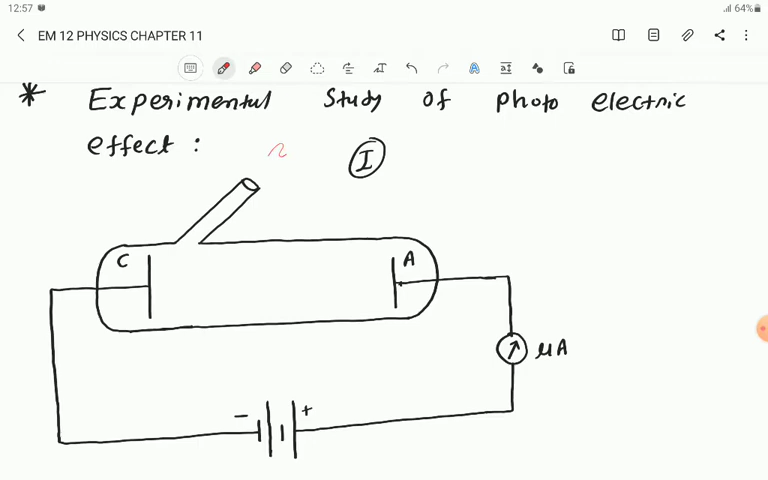 12:57
64%
EM 12 PHYSICS CHAPTER 11
* Experimental Study of Photo electric
effect :
I
C
A
μA
− +